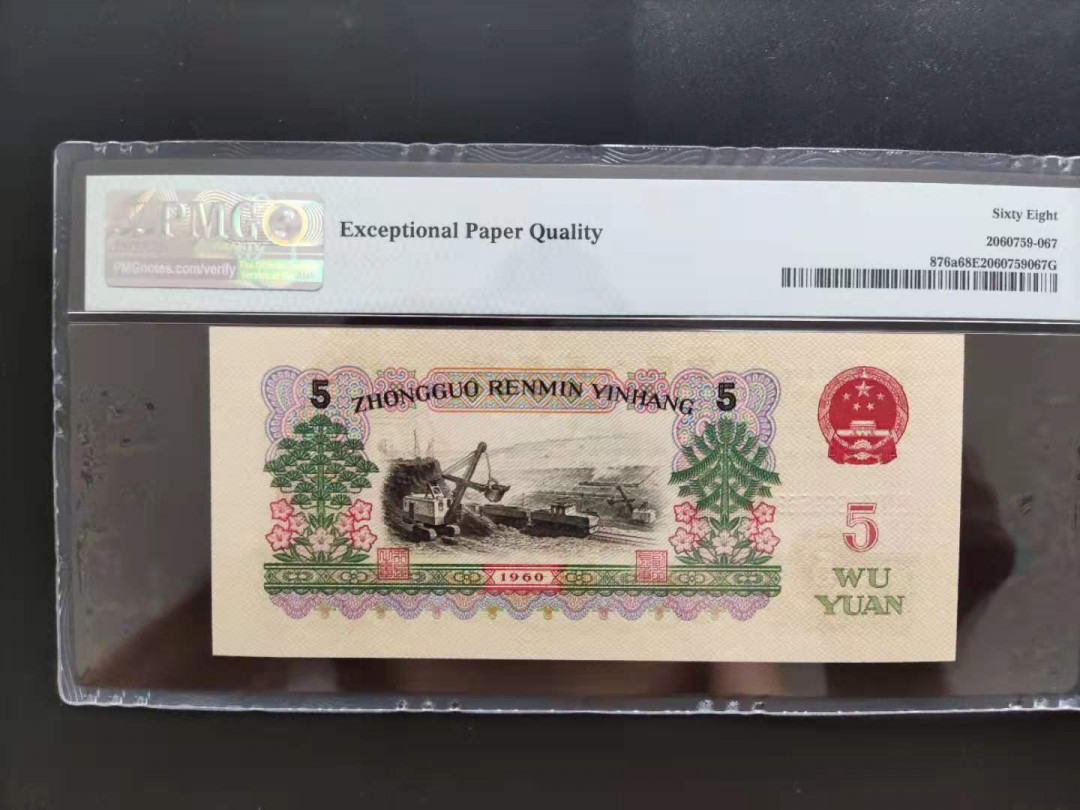 PMG
PMGnotes.com/verify
Exceptional Paper Quality
Sixty Eight
2060759-067
876a68E2060759067G
5 ZHONGGUO RENMIN YINHANG 5
5
WU
YUAN
1960